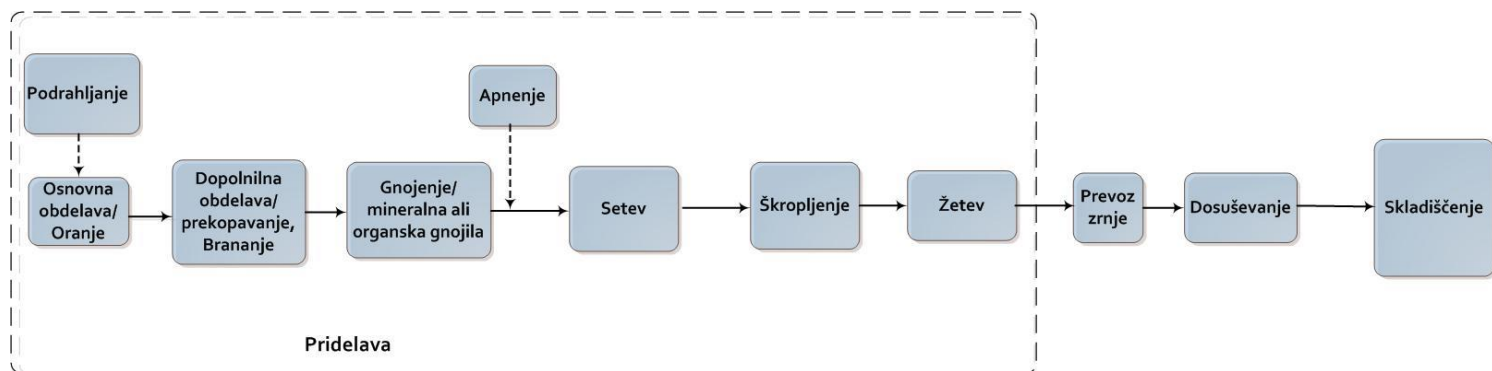 Podrahljanje
Apnenje
Osnovna
obdelava/
Oranje
Dopolnilna
obdelava/
prekopavanje,
Brananje
Gnojenje/
mineralna ali
organska gnojila
Setev
Škropljenje
Žetev
Prevoz
zrnje
Dosuševanje
Skladiščenje
Pridelava